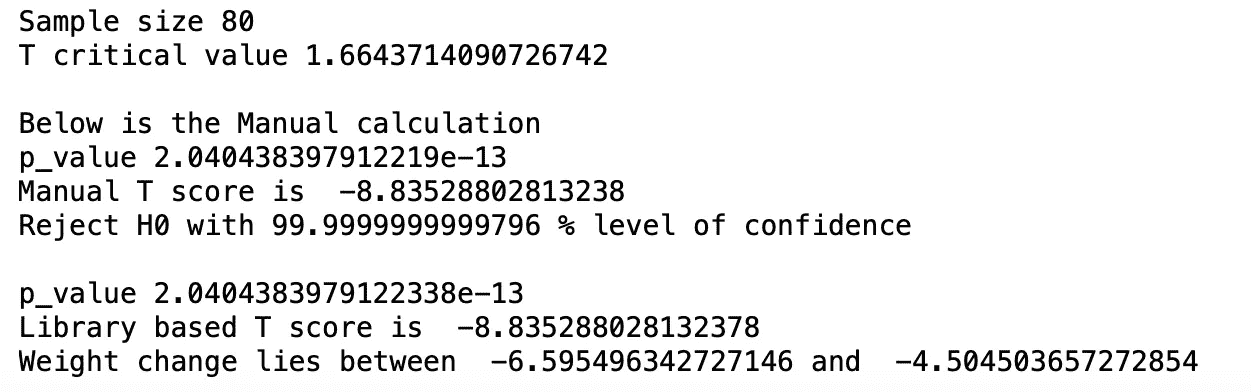 Sample size 80
T critical value 1.6643714090726742
Below is the Manual calculation
p_value 2.040438397912219e-13
Manual T score is  -8.83528802813238
Reject H0 with 99.9999999999796 % level of confidence
p_value 2.0404383979122338e-13
Library based T score is  -8.835288028132378
Weight change lies between  -6.595496342727146 and  -4.504503657272854